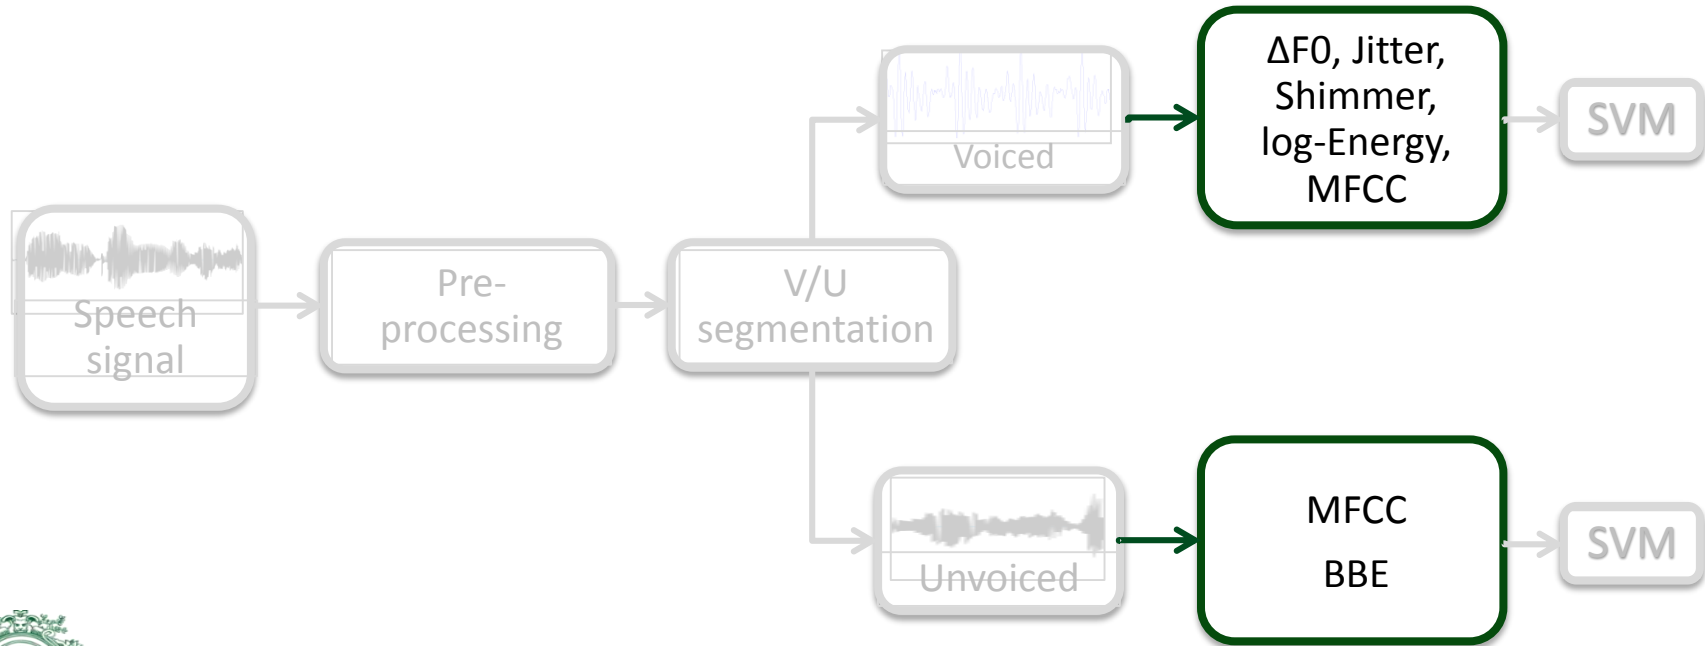 Speech
signal
Pre-
processing
V/U
segmentation
Voiced
ΔF0, Jitter,
Shimmer,
log-Energy,
MFCC
SVM
Unvoiced
MFCC
BBE
SVM